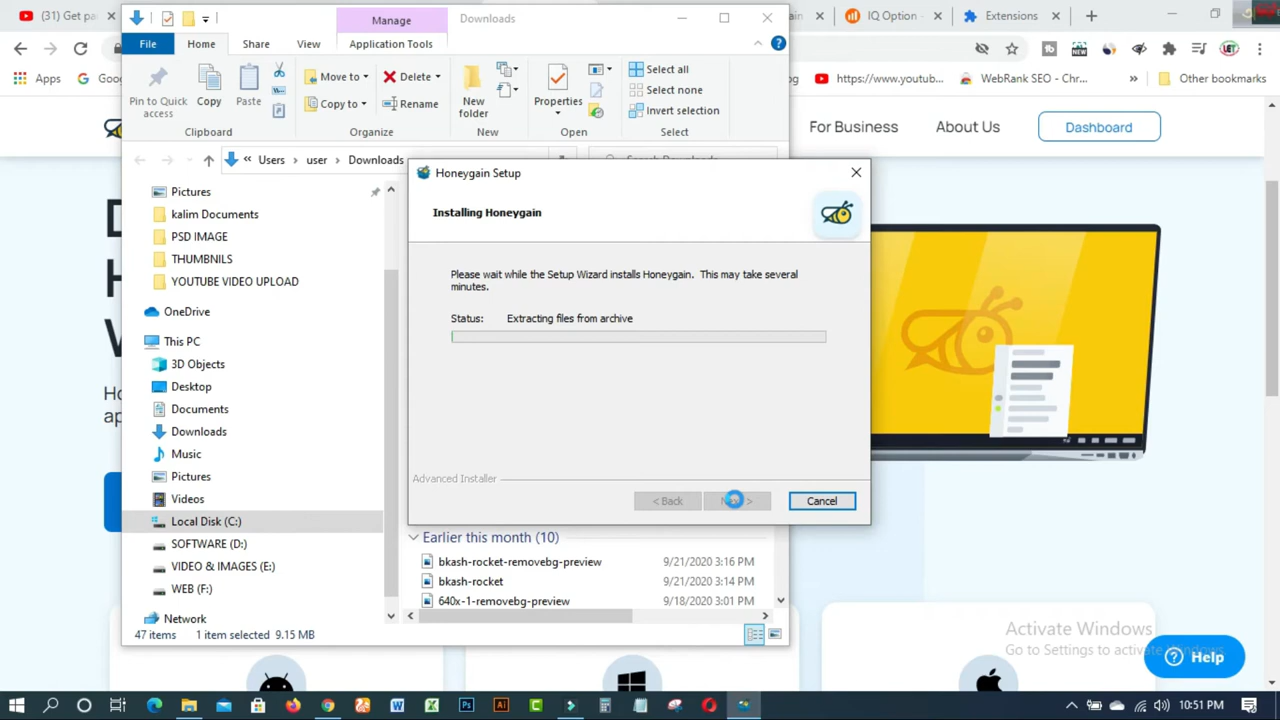 (31) Get pa
Manage
Downloads
IQ Option -
Extensions
File
Home
Share
View
Application Tools
Apps
Goo
https://www.youtub...
WebRank SEO - Chr...
Other bookmarks
Pin to Quick access
Copy
Paste
Move to
Copy to
Delete
Rename
New folder
Properties
Select all
Select none
Invert selection
Clipboard
Organize
New
Open
Select
For Business
About Us
Dashboard
« Users > user > Downloads
Search Downloads
Pictures
kalim Documents
PSD IMAGE
THUMBNILS
YOUTUBE VIDEO UPLOAD
OneDrive
This PC
3D Objects
Desktop
Documents
Downloads
Music
Pictures
Videos
Local Disk (C:)
SOFTWARE (D:)
VIDEO & IMAGES (E:)
WEB (F:)
Network
47 items 1 item selected 9.15 MB
Honeygain Setup
Installing Honeygain
Please wait while the Setup Wizard installs Honeygain. This may take several
minutes.
Status: Extracting files from archive
Advanced Installer
< Back
Cancel
Earlier this month (10)
bkash-rocket-removebg-preview 9/21/2020 3:16 PM
bkash-rocket 9/21/2020 3:14 PM
640x-1-removebg-preview 9/18/2020 3:01 PM
Activate Windows
Go to Settings to activate
Help
10:51 PM